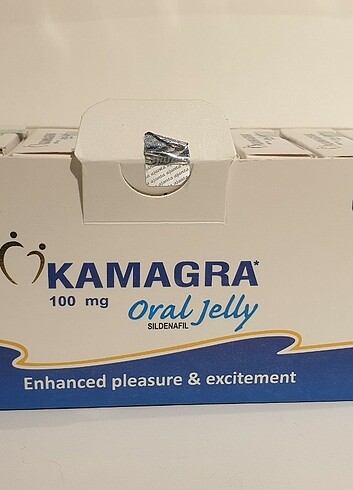 KAMAGRA*
100 mg
Oral Jelly
SILDENAFIL
Enhanced pleasure & excitement